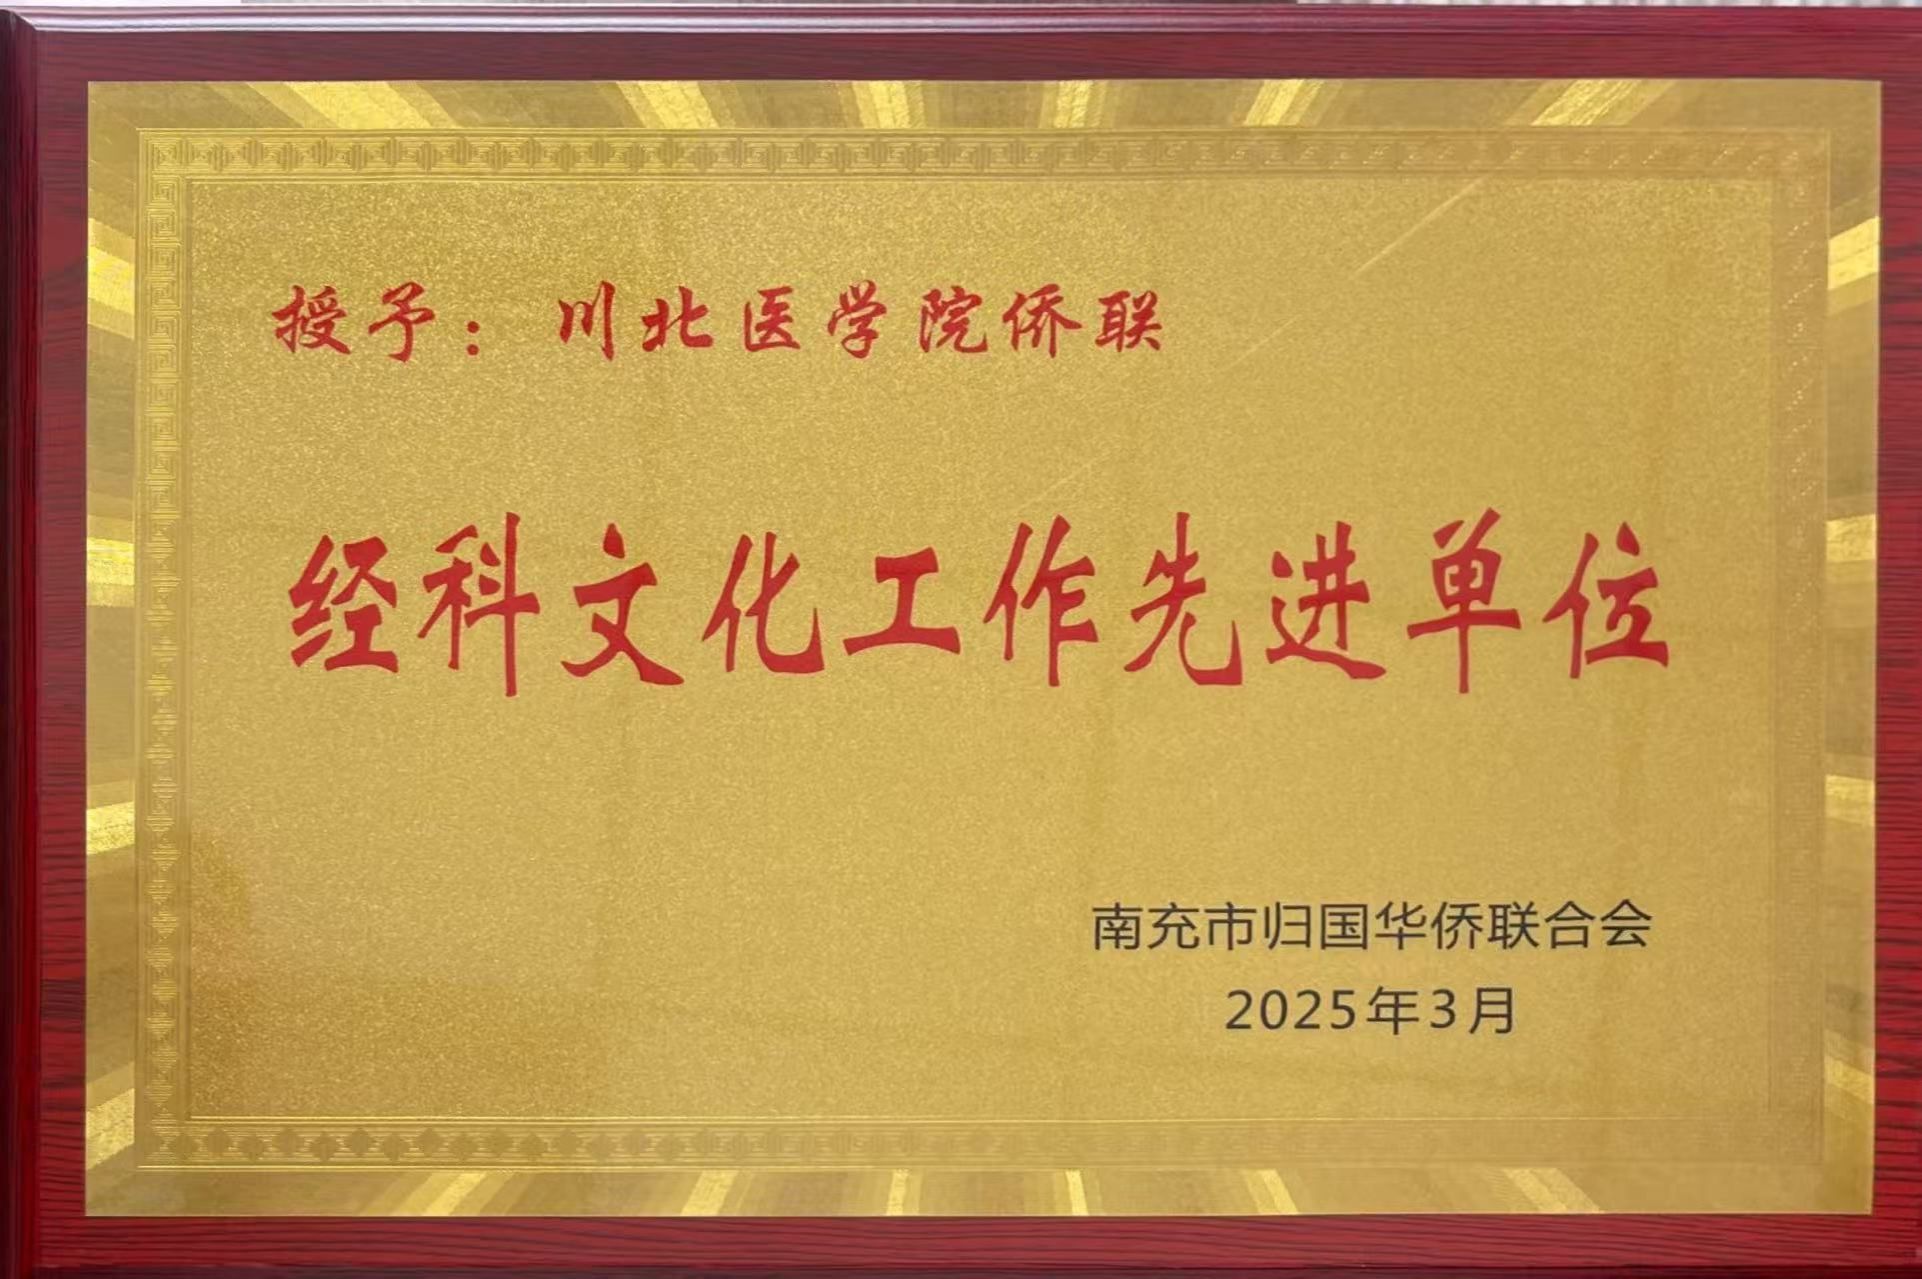 授予：川北医学院侨联
经科文化工作先进单位
南充市归国华侨联合会
2025年3月